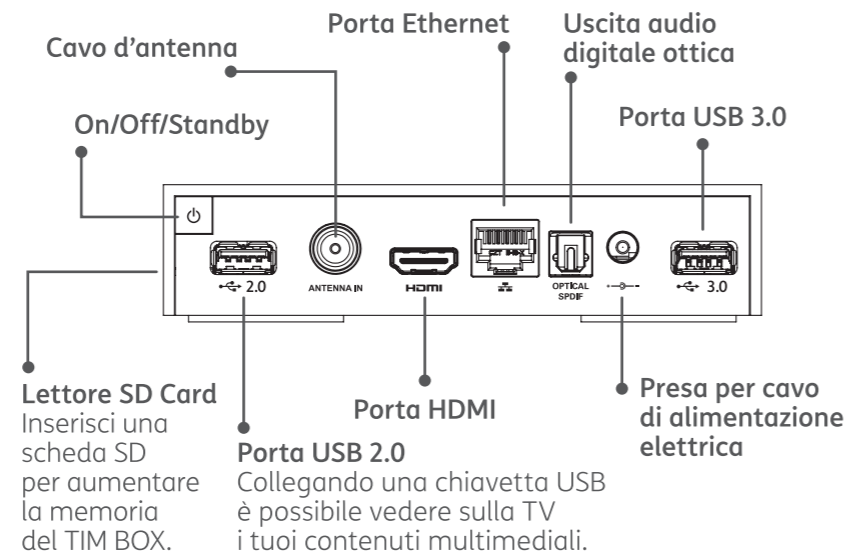 Porta Ethernet
Uscita audio
digitale ottica
Cavo d'antenna
Porta USB 3.0
On/Off/Standby
2.0
ANTENNA IN
HDMI
OPTICAL
SPDIF
3.0
Lettore SD Card
Inserisci una
scheda SD
per aumentare
la memoria
del TIM BOX.
Porta HDMI
Porta USB 2.0
Collegando una chiavetta USB
è possibile vedere sulla TV
i tuoi contenuti multimediali.
Presa per cavo
di alimentazione
elettrica